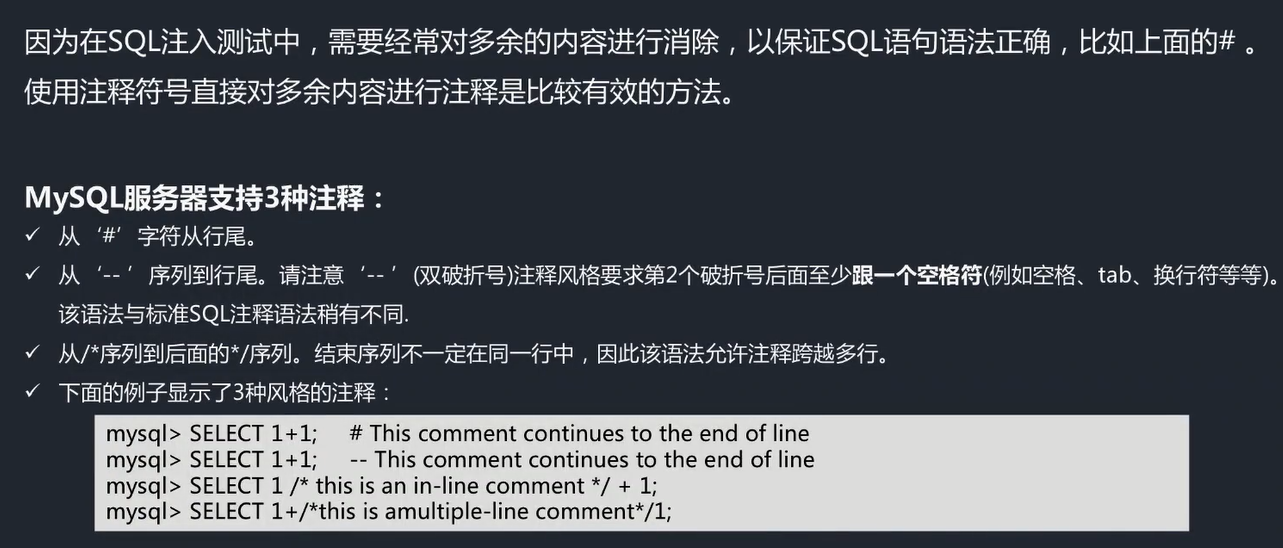 因为在SQL注入测试中，需要经常对多余的内容进行消除，以保证SQL语句语法正确，比如上面的# 。
使用注释符号直接对多余内容进行注释是比较有效的方法。
MySQL服务器支持3种注释：
✓ 从‘#’字符从行尾。
✓ 从‘-- ’序列到行尾。请注意‘-- ’(双破折号)注释风格要求第2个破折号后面至少跟一个空格符(例如空格、tab、换行符等等)。
该语法与标准SQL注释语法稍有不同.
✓ 从/*序列到后面的*/序列。结束序列不一定在同一行中，因此该语法允许注释跨越多行。
✓ 下面的例子显示了3种风格的注释：
mysql> SELECT 1+1; # This comment continues to the end of line
mysql> SELECT 1+1; -- This comment continues to the end of line
mysql> SELECT 1 /* this is an in-line comment */ + 1;
mysql> SELECT 1+/*this is amultiple-line comment*/1;